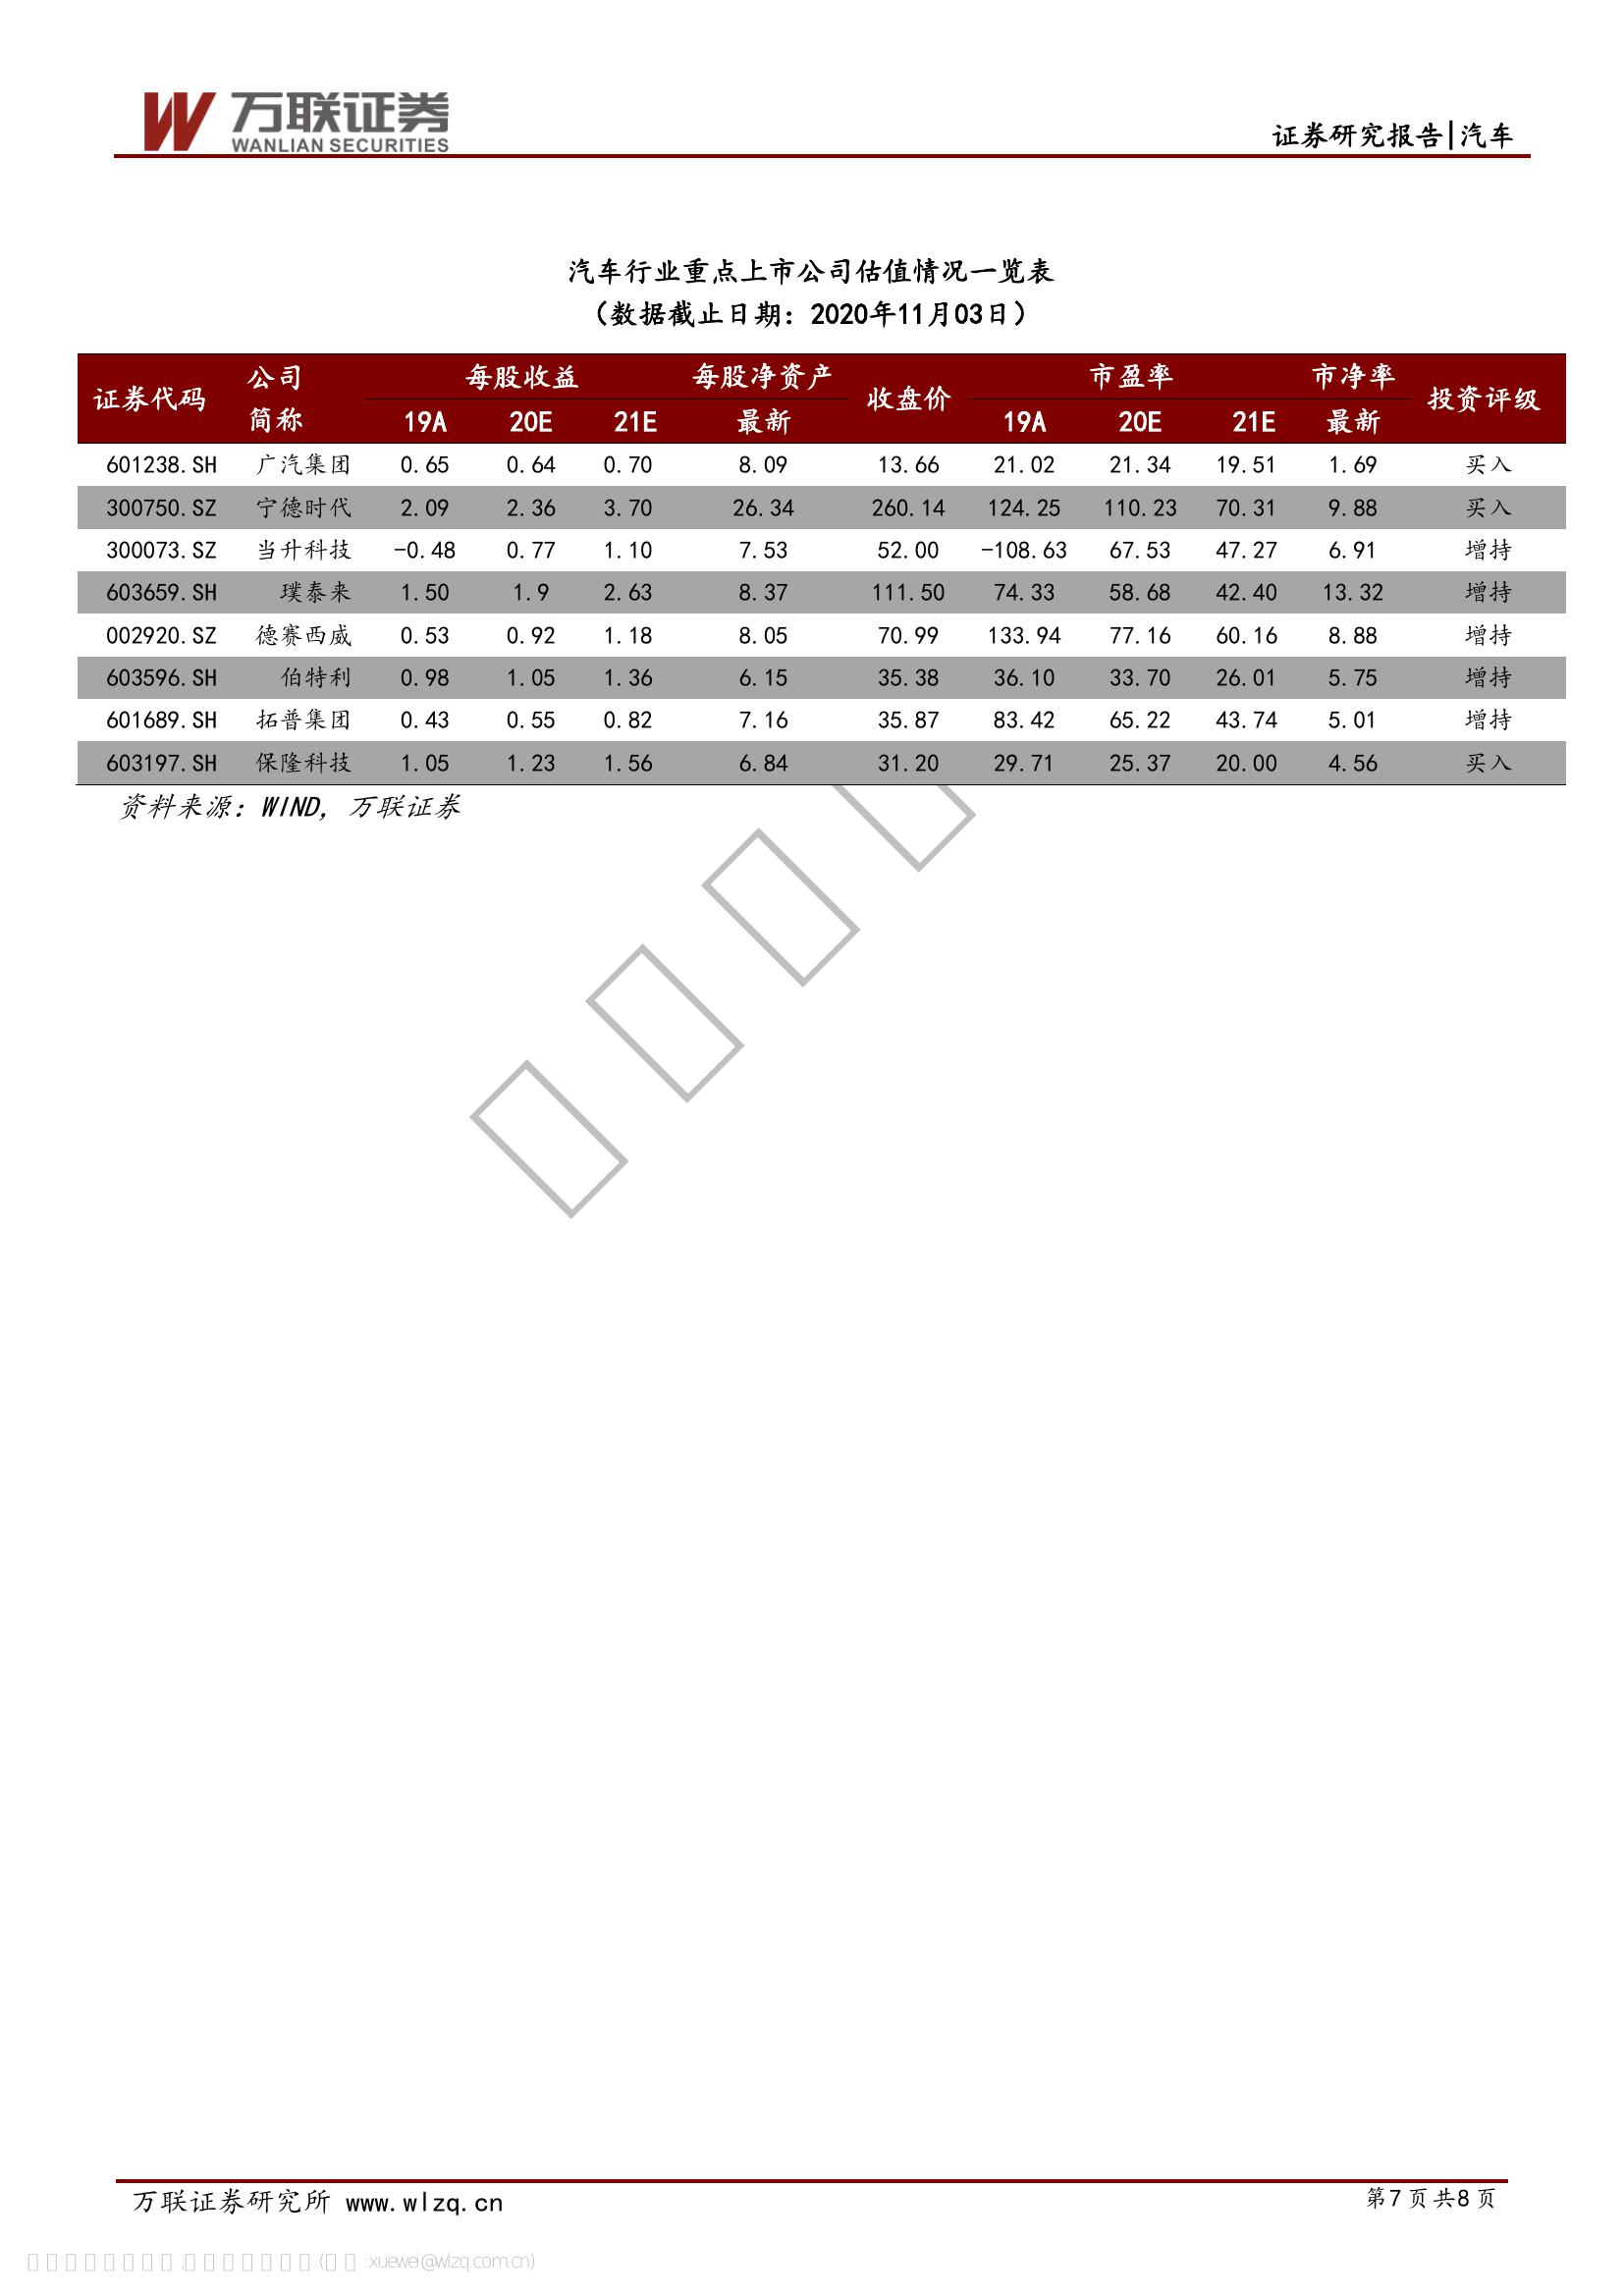 万联证券
WANLIAN SECURITIES
证券研究报告|汽车
汽车行业重点上市公司估值情况一览表
（数据截止日期：2020年11月03日）
证券代码 公司简称 每股收益 每股净资产 收盘价 市盈率 市净率 投资评级
19A 20E 21E 最新 19A 20E 21E 最新
601238.SH 广汽集团 0.65 0.64 0.70 8.09 13.66 21.02 21.34 19.51 1.69 买入
300750.SZ 宁德时代 2.09 2.36 3.70 26.34 260.14 124.25 110.23 70.31 9.88 买入
300073.SZ 当升科技 -0.48 0.77 1.10 7.53 52.00 -108.63 67.53 47.27 6.91 增持
603659.SH 璞泰来 1.50 1.9 2.63 8.37 111.50 74.33 58.68 42.40 13.32 增持
002920.SZ 德赛西威 0.53 0.92 1.18 8.05 70.99 133.94 77.16 60.16 8.88 增持
603596.SH 伯特利 0.98 1.05 1.36 6.15 35.38 36.10 33.70 26.01 5.75 增持
601689.SH 拓普集团 0.43 0.55 0.82 7.16 35.87 83.42 65.22 43.74 5.01 增持
603197.SH 保隆科技 1.05 1.23 1.56 6.84 31.20 29.71 25.37 20.00 4.56 买入
资料来源：WIND，万联证券
万联证券研究所 www.wlzq.cn
第7页共8页
:xuewei@wlzq.com.cn)